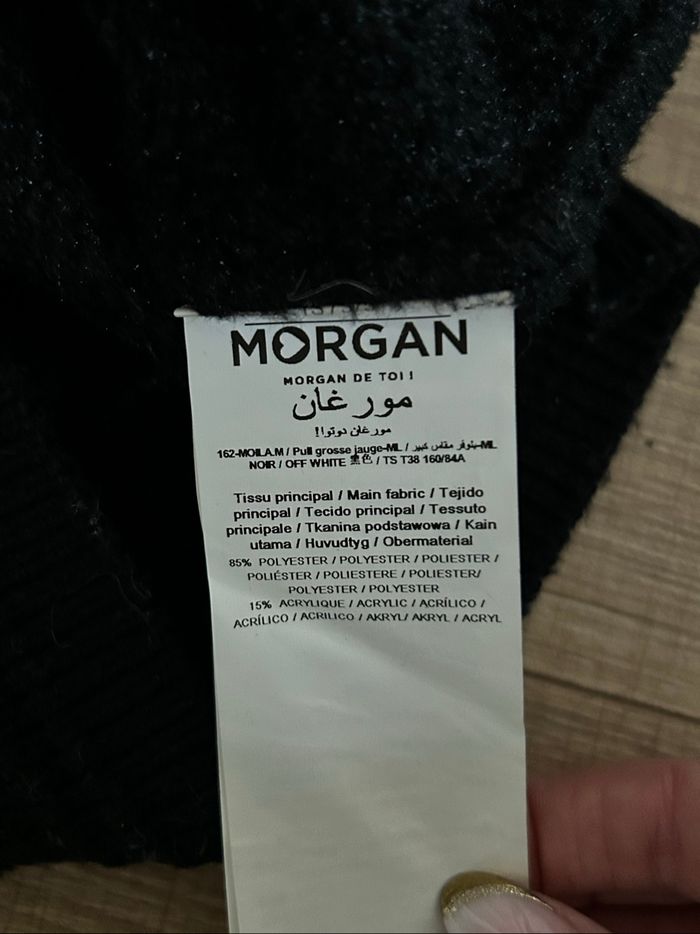 MORGAN
MORGAN DE TOI !
مورغان
مورغان دوتوا!
162-MOILA.M / Pull grosse jauge-ML / بلوفر مقاس كبير-ML
NOIR / OFF WHITE 黑色 / TS T38 160/84A
Tissu principal / Main fabric / Tejido
principal / Tecido principal / Tessuto
principale / Tkanina podstawowa / Kain
utama / Huvudtyg / Obermaterial
85% POLYESTER / POLYESTER / POLIESTER /
POLIÉSTER / POLIESTERE / POLIESTER/
POLYESTER / POLYESTER
15% ACRYLIQUE / ACRYLIC / ACRÍLICO /
ACRÍLICO / ACRILICO / AKRYL/ AKRYL / ACRYL